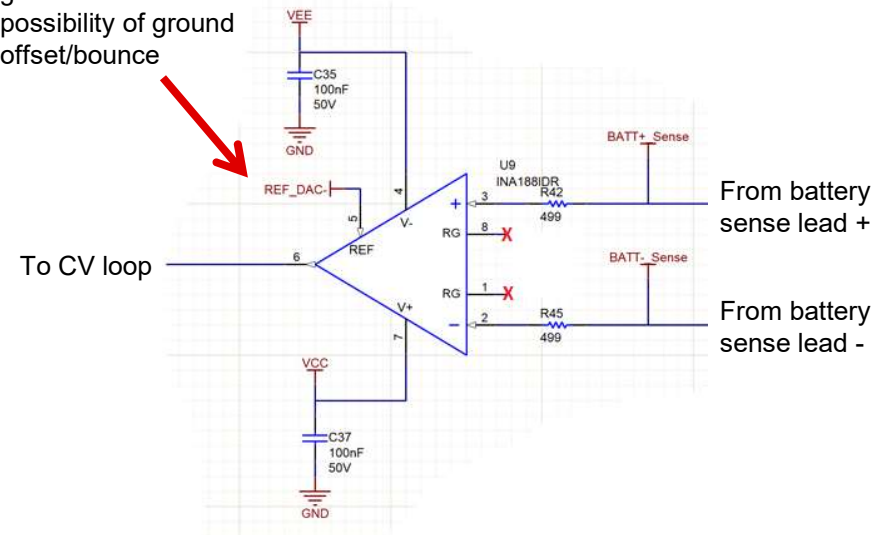 possibility of ground
offset/bounce
VEE
C35
100nF
50V
GND
REF_DAC-
BATT+_Sense
U9
INA188IDR
R42
499
From battery
sense lead +
4
V-
5
REF
+
3
RG
8
X
To CV loop
6
BATT-_Sense
RG
1
X
V+
7
-
2
R45
499
From battery
sense lead -
VCC
C37
100nF
50V
GND